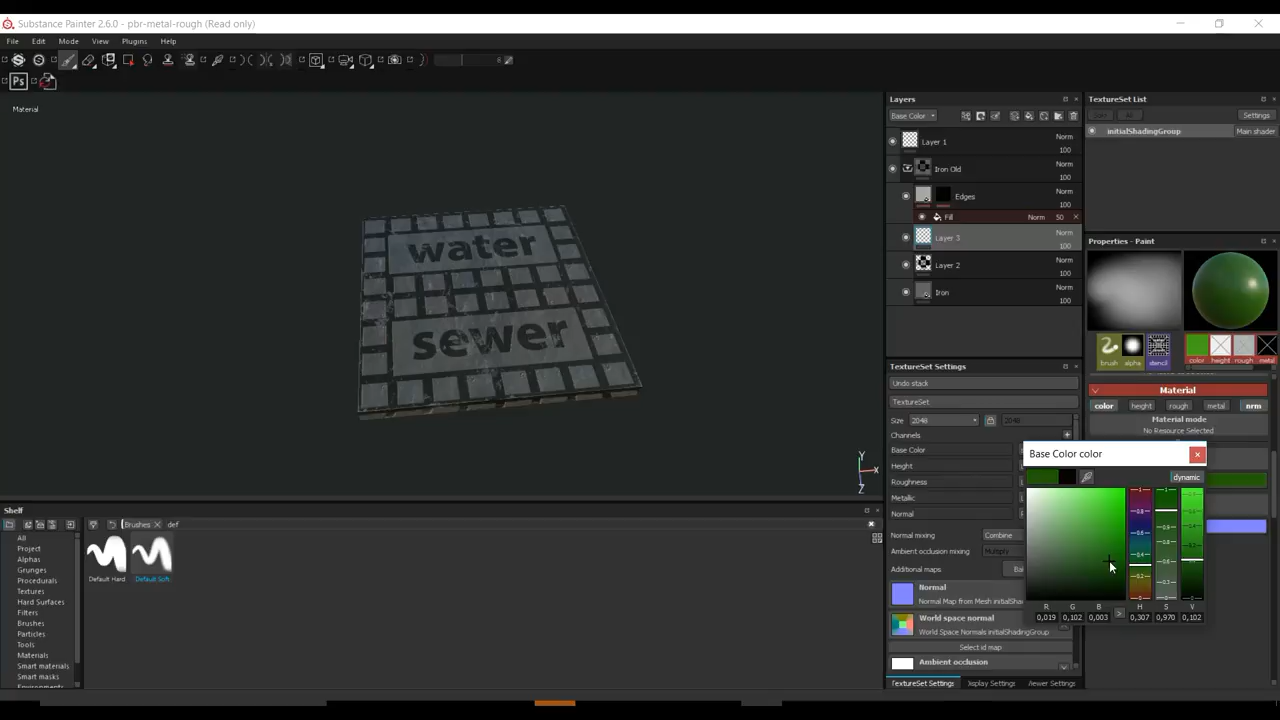 Substance Painter 2.6.0 - pbr-metal-rough (Read only)
File Edit Mode View Plugins Help
8
Ps
Material
water
sewer
Layers
Base Color
Layer 1 Norm 100
Iron Old Norm 100
Edges Norm 100
Fill Norm 50
Layer 3 Norm 100
Layer 2 Norm 100
Iron Norm 100
TextureSet List
Settings
initialShadingGroup Main shader
Properties - Paint
brush alpha stencil color height rough metal
Material
color height rough metal nrm
Material mode
No Resource Selected
TextureSet Settings
Undo stack
TextureSet
Size 2048 2048
Channels
Base Color
Height
Roughness
Metallic
Normal
Normal mixing Combine
Ambient occlusion mixing Multiply
Additional maps
Normal
Normal Map from Mesh initialSha
World space normal
World Space Normals initialShadingGroup
Select id map
Ambient occlusion
TextureSet Settings Display Settings Viewer Settings
Base Color color
dynamic
R G B H S V
0,019 0,102 0,003 > 0,307 0,970 0,102
Y
X
Z
Shelf
Brushes def
All
Project
Alphas
Grunges
Procedurals
Textures
Hard Surfaces
Filters
Brushes
Particles
Tools
Materials
Smart materials
Smart masks
Environments
Default Hard Default Soft